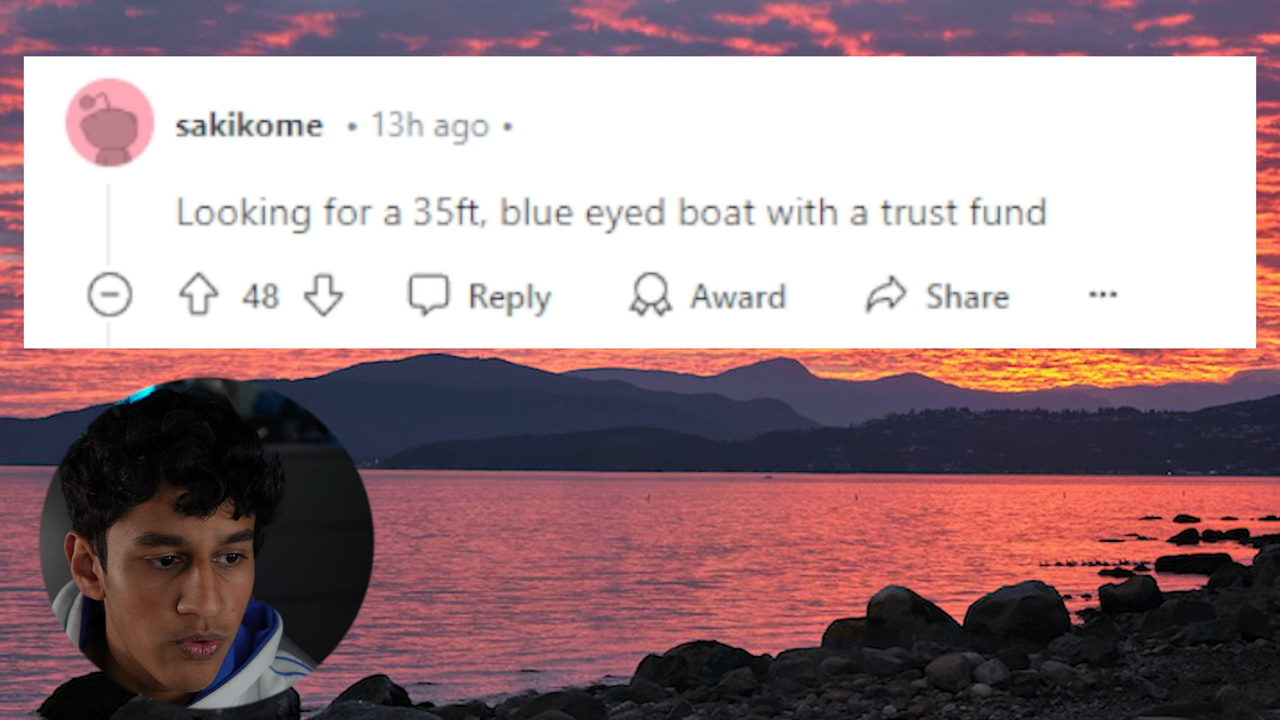 sakikome • 13h ago •
Looking for a 35ft, blue eyed boat with a trust fund
48 Reply Award Share ...